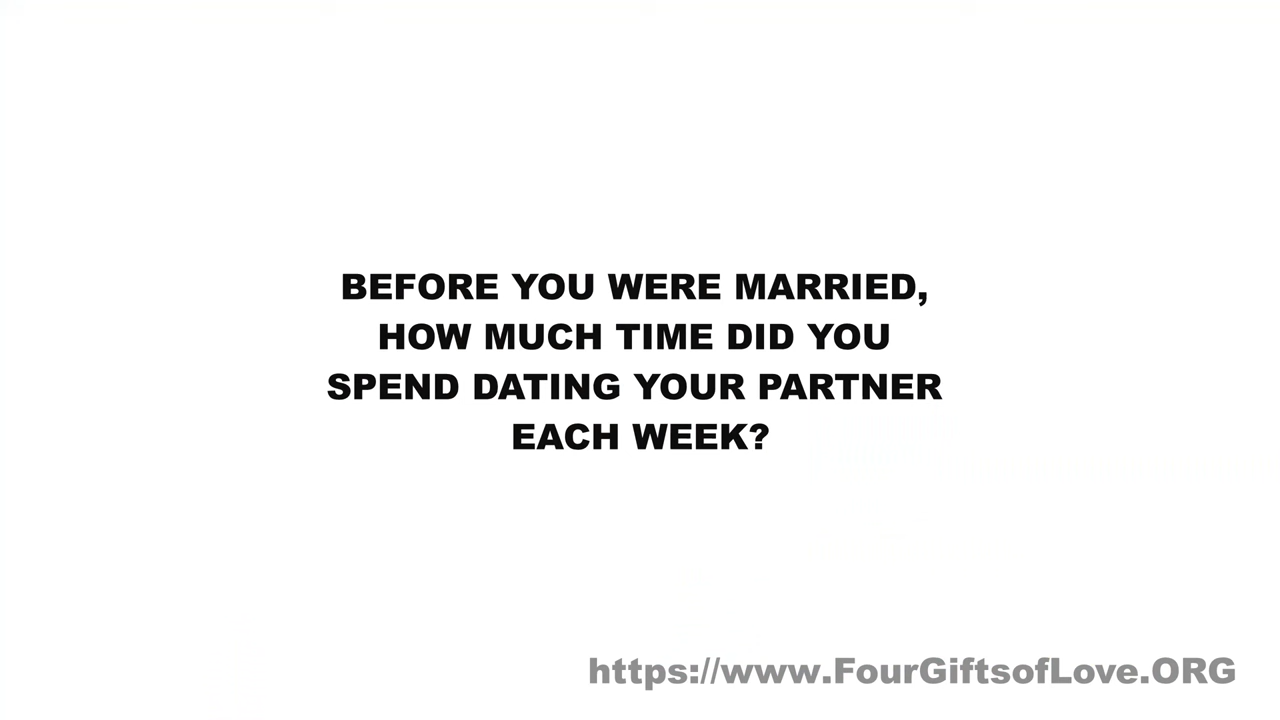 BEFORE YOU WERE MARRIED,
HOW MUCH TIME DID YOU
SPEND DATING YOUR PARTNER
EACH WEEK?
https://www.FourGiftsofLove.ORG